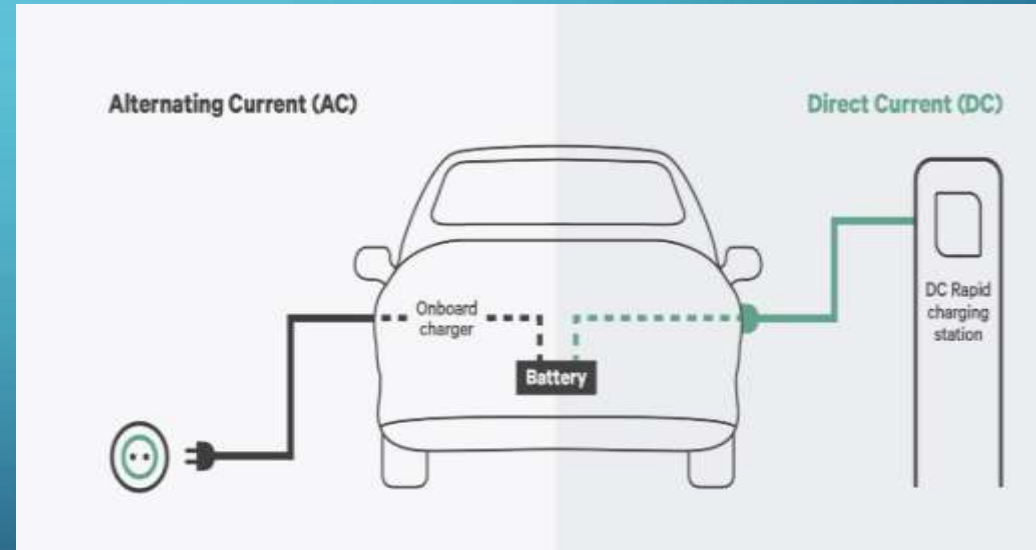 Alternating Current (AC)
Direct Current (DC)
Onboard
charger
Battery
DC Rapid
charging
station